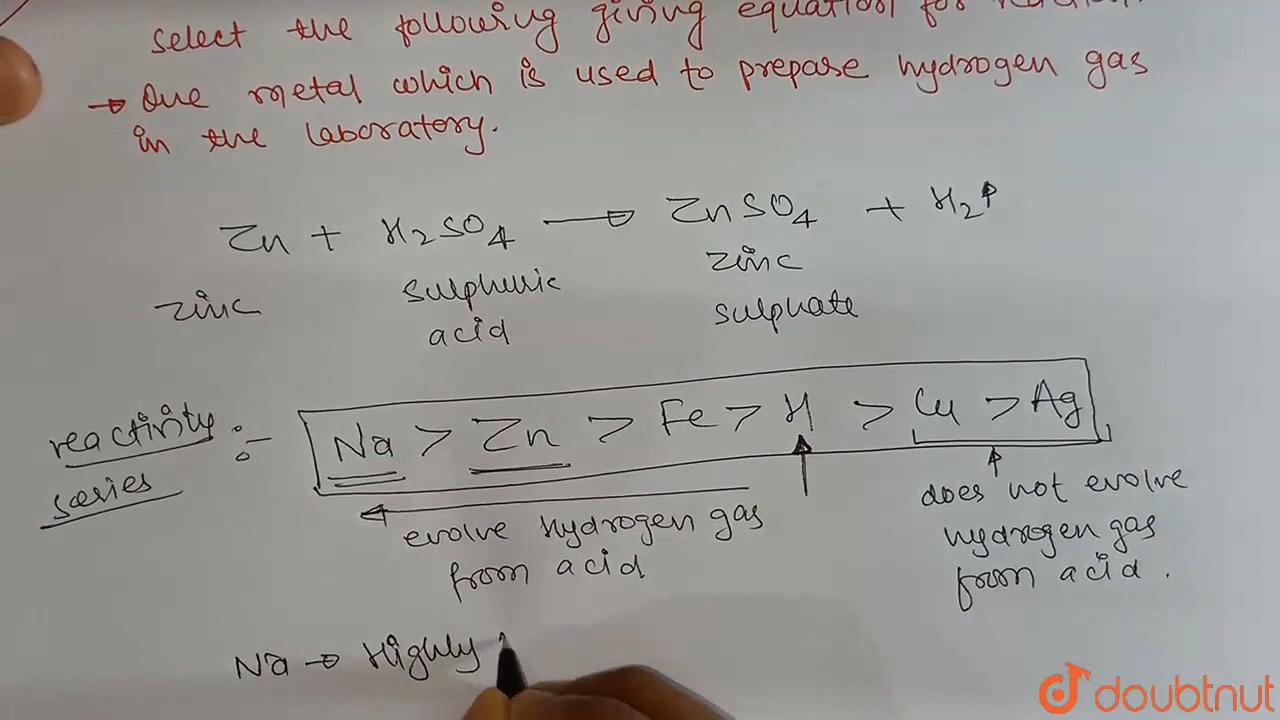 select the following giving equation for
→ One metal which is used to prepare hydrogen gas
in the laboratory.
Zn + H2SO4 → ZnSO4 + H2↑
zinc
sulphuric
acid
zinc
sulphate
reactivity
series :-
Na > Zn > Fe > H > Cu > Ag
evolve hydrogen gas
from acid
does not evolve
hydrogen gas
from acid.
Na → Highly
doubtnut